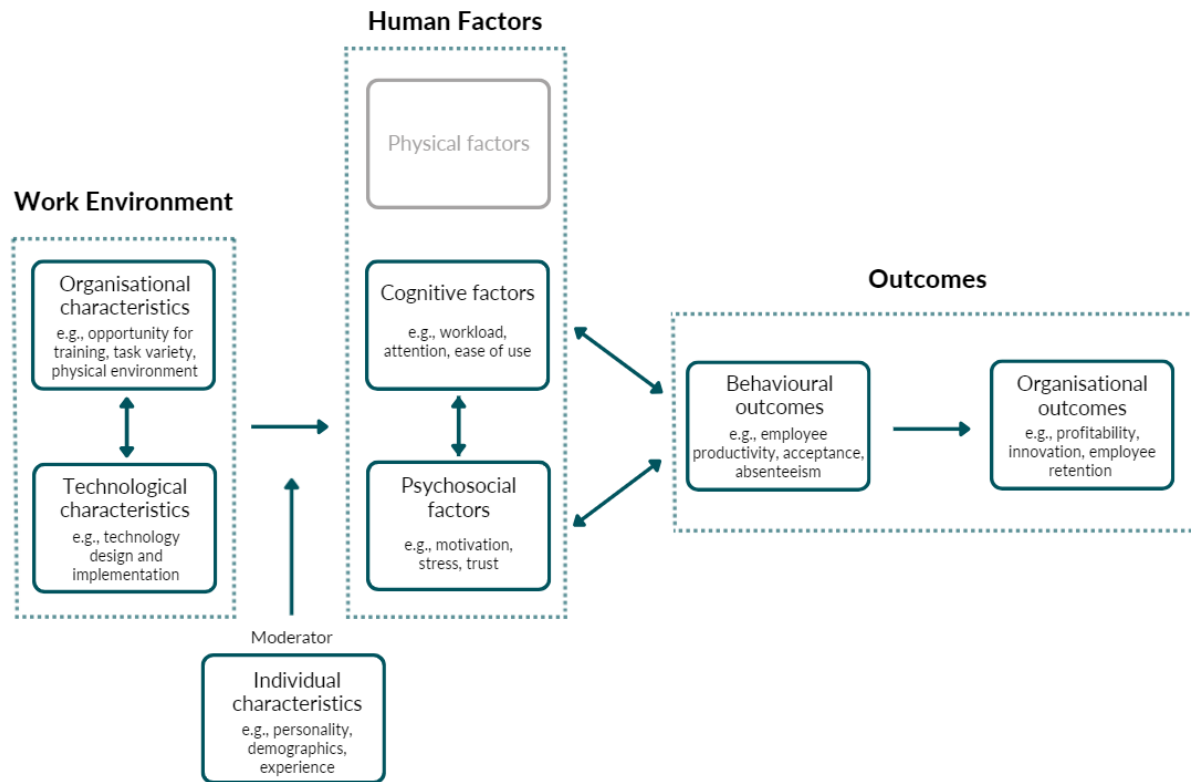 Human Factors
Physical factors
Work Environment
Organisational
characteristics
e.g., opportunity for
training, task variety,
physical environment
Technological
characteristics
e.g., technology
design and
implementation
Cognitive factors
e.g., workload,
attention, ease of use
Psychosocial
factors
e.g., motivation,
stress, trust
Outcomes
Behavioural
outcomes
e.g., employee
productivity, acceptance,
absenteeism
Organisational
outcomes
e.g., profitability,
innovation, employee
retention
Moderator
Individual
characteristics
e.g., personality,
demographics,
experience